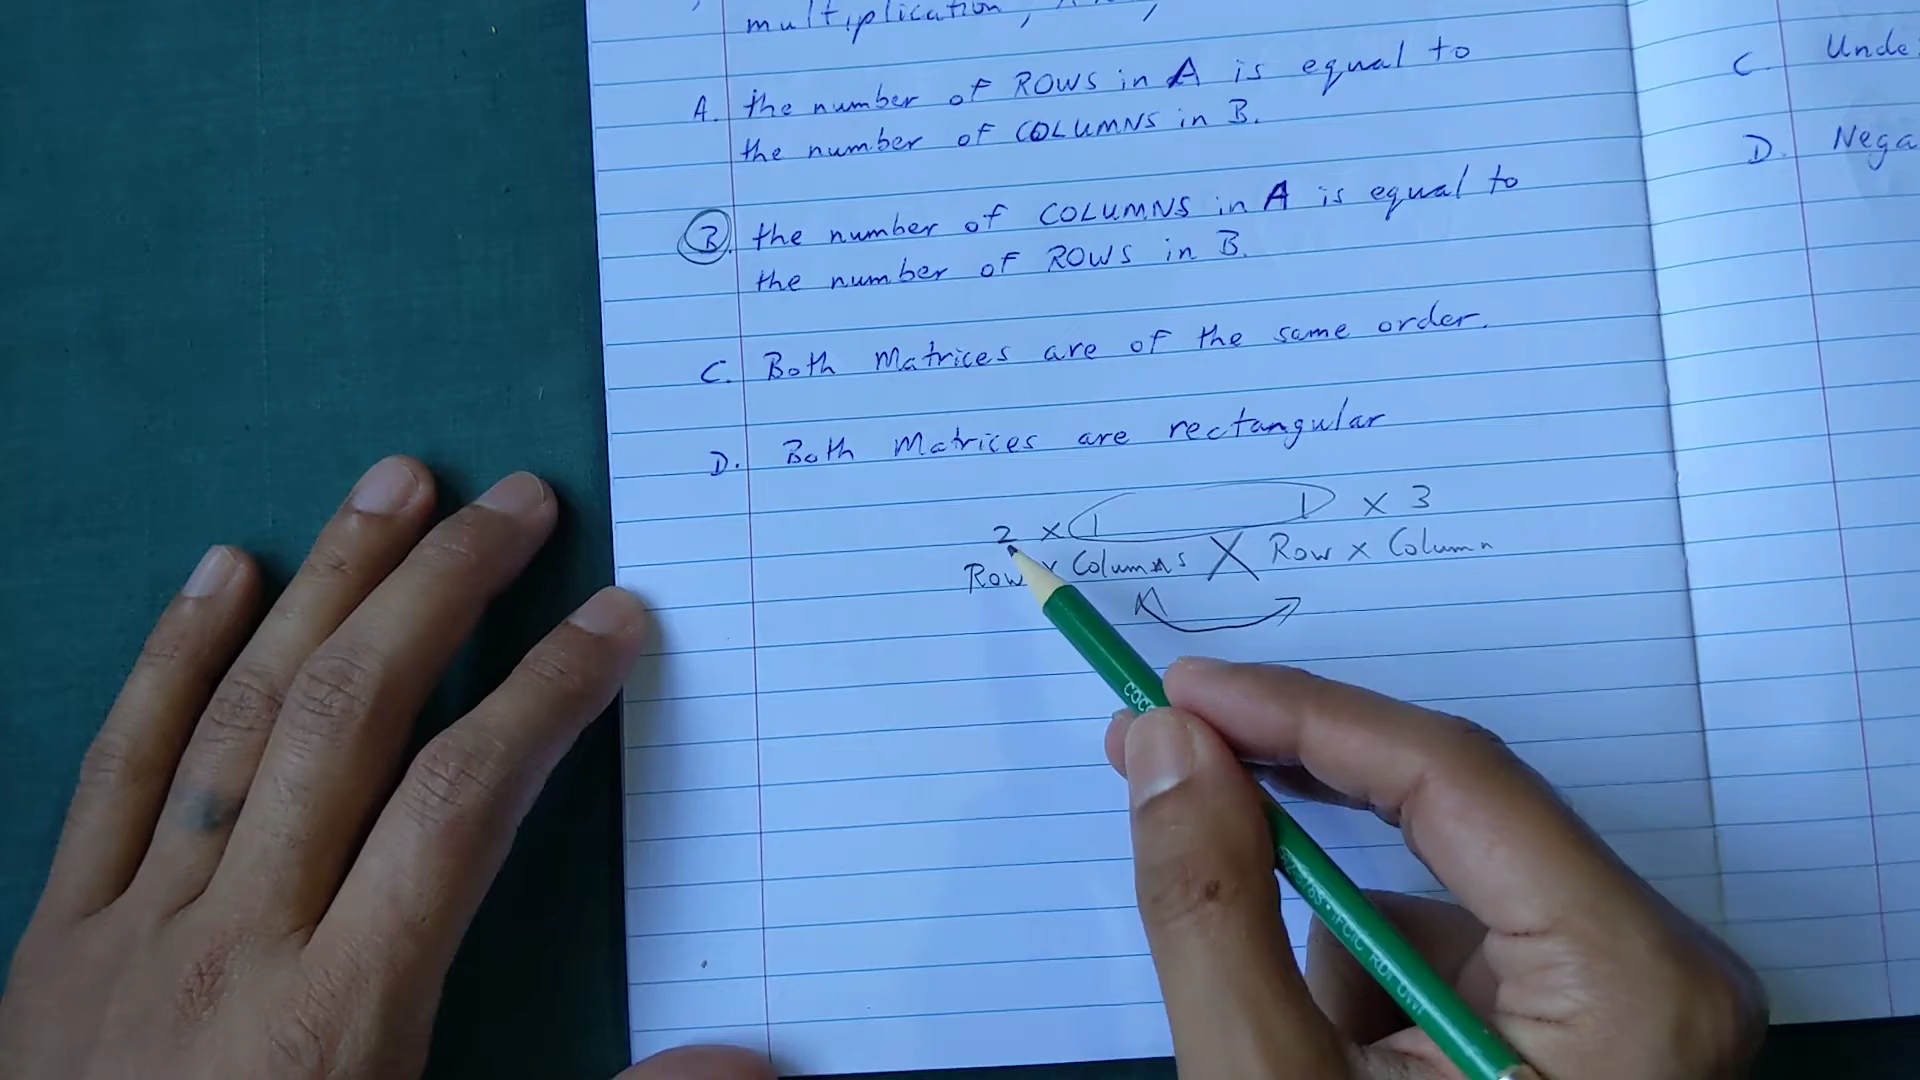 multiplication,
A. the number of ROWS in A is equal to
the number of COLUMNS in B.
B. the number of COLUMNS in A is equal to
the number of ROWS in B.
C. Both Matrices are of the same order.
D. Both Matrices are rectangular
2 x 1 1 x 3
Row x Columns X Row x Column
C. Unde
D. Nega